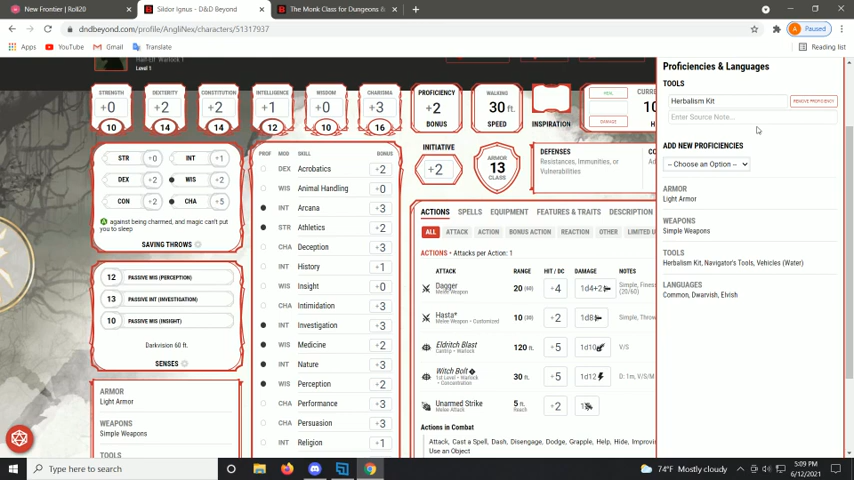 New Frontier | Roll20
Sildor Ignus - D&D Beyond
The Monk Class for Dungeons &
dndbeyond.com/profile/AngliNex/characters/51317937
A Paused
Apps
YouTube
Gmail
Translate
Reading list
Half-Elf Warlock 1
Level 1
STRENGTH
+0
10
DEXTERITY
+2
14
CONSTITUTION
+2
14
INTELLIGENCE
+1
12
WISDOM
+0
10
CHARISMA
+3
16
PROFICIENCY
+2
BONUS
WALKING
30 ft.
SPEED
INSPIRATION
HEAL
DAMAGE
CURRE
10
STR +0
INT +1
DEX +2
WIS +2
CON +2
CHA +5
against being charmed, and magic can't put
you to sleep
SAVING THROWS
12 PASSIVE WIS (PERCEPTION)
13 PASSIVE INT (INVESTIGATION)
10 PASSIVE WIS (INSIGHT)
Darkvision 60 ft.
SENSES
ARMOR
Light Armor
WEAPONS
Simple Weapons
TOOLS
PROF MOD SKILL BONUS
DEX Acrobatics +2
WIS Animal Handling +0
INT Arcana +3
STR Athletics +2
CHA Deception +3
INT History +1
WIS Insight +0
CHA Intimidation +3
INT Investigation +3
WIS Medicine +2
INT Nature +3
WIS Perception +2
CHA Performance +3
CHA Persuasion +3
INT Religion +1
INITIATIVE
+2
ARMOR
13
CLASS
DEFENSES
Resistances, Immunities, or
Vulnerabilities
ACTIONS SPELLS EQUIPMENT FEATURES & TRAITS DESCRIPTION
ALL ATTACK ACTION BONUS ACTION REACTION OTHER LIMITED U
ACTIONS • Attacks per Action: 1
ATTACK RANGE HIT / DC DAMAGE NOTES
Dagger 20 (60) +4 1d4+2 Simple, Finess
Melee Weapon (20/60)
Hasta* 10 (30) +2 1d8 Simple, Throw
Melee Weapon • Customized
Eldritch Blast 120 ft. +5 1d10 V/S
Cantrip • Warlock
Witch Bolt 30 ft. +5 1d12 D: 1m, V/S/M
1st Level • Warlock
• Concentration
Unarmed Strike 5 ft. +2 1
Melee Attack Reach
Actions in Combat
Attack, Cast a Spell, Dash, Disengage, Dodge, Grapple, Help, Hide, Improvis
Use an Object
Proficiencies & Languages
TOOLS
Herbalism Kit
REMOVE PROFICIENCY
Enter Source Note...
ADD NEW PROFICIENCIES
-- Choose an Option --
ARMOR
Light Armor
WEAPONS
Simple Weapons
TOOLS
Herbalism Kit, Navigator's Tools, Vehicles (Water)
LANGUAGES
Common, Dwarvish, Elvish
Type here to search
74°F Mostly cloudy
5:09 PM
6/12/2021